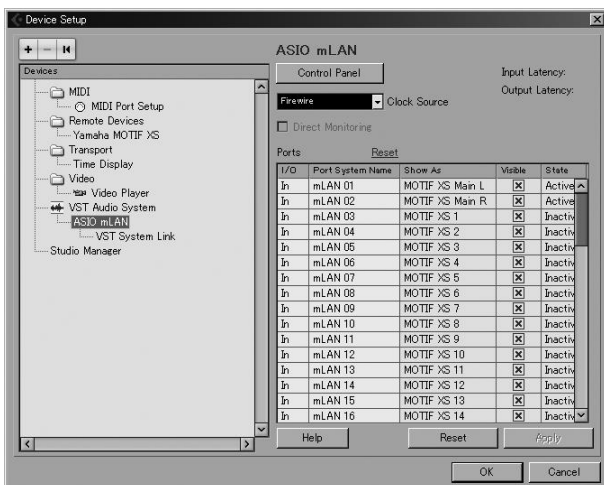 Device Setup
Devices
MIDI
MIDI Port Setup
Remote Devices
Yamaha MOTIF XS
Transport
Time Display
Video
Video Player
VST Audio System
ASIO mLAN
VST System Link
Studio Manager
ASIO mLAN
Control Panel
Input Latency:
Output Latency:
Firewire Clock Source
Direct Monitoring
Ports Reset
I/O Port System Name Show As Visible State
In mLAN 01 MOTIF XS Main L Active
In mLAN 02 MOTIF XS Main R Active
In mLAN 03 MOTIF XS 1 Inactiv
In mLAN 04 MOTIF XS 2 Inactiv
In mLAN 05 MOTIF XS 3 Inactiv
In mLAN 06 MOTIF XS 4 Inactiv
In mLAN 07 MOTIF XS 5 Inactiv
In mLAN 08 MOTIF XS 6 Inactiv
In mLAN 09 MOTIF XS 7 Inactiv
In mLAN 10 MOTIF XS 8 Inactiv
In mLAN 11 MOTIF XS 9 Inactiv
In mLAN 12 MOTIF XS 10 Inactiv
In mLAN 13 MOTIF XS 11 Inactiv
In mLAN 14 MOTIF XS 12 Inactiv
In mLAN 15 MOTIF XS 13 Inactiv
In mLAN 16 MOTIF XS 14 Inactiv
Help Reset Apply
OK Cancel